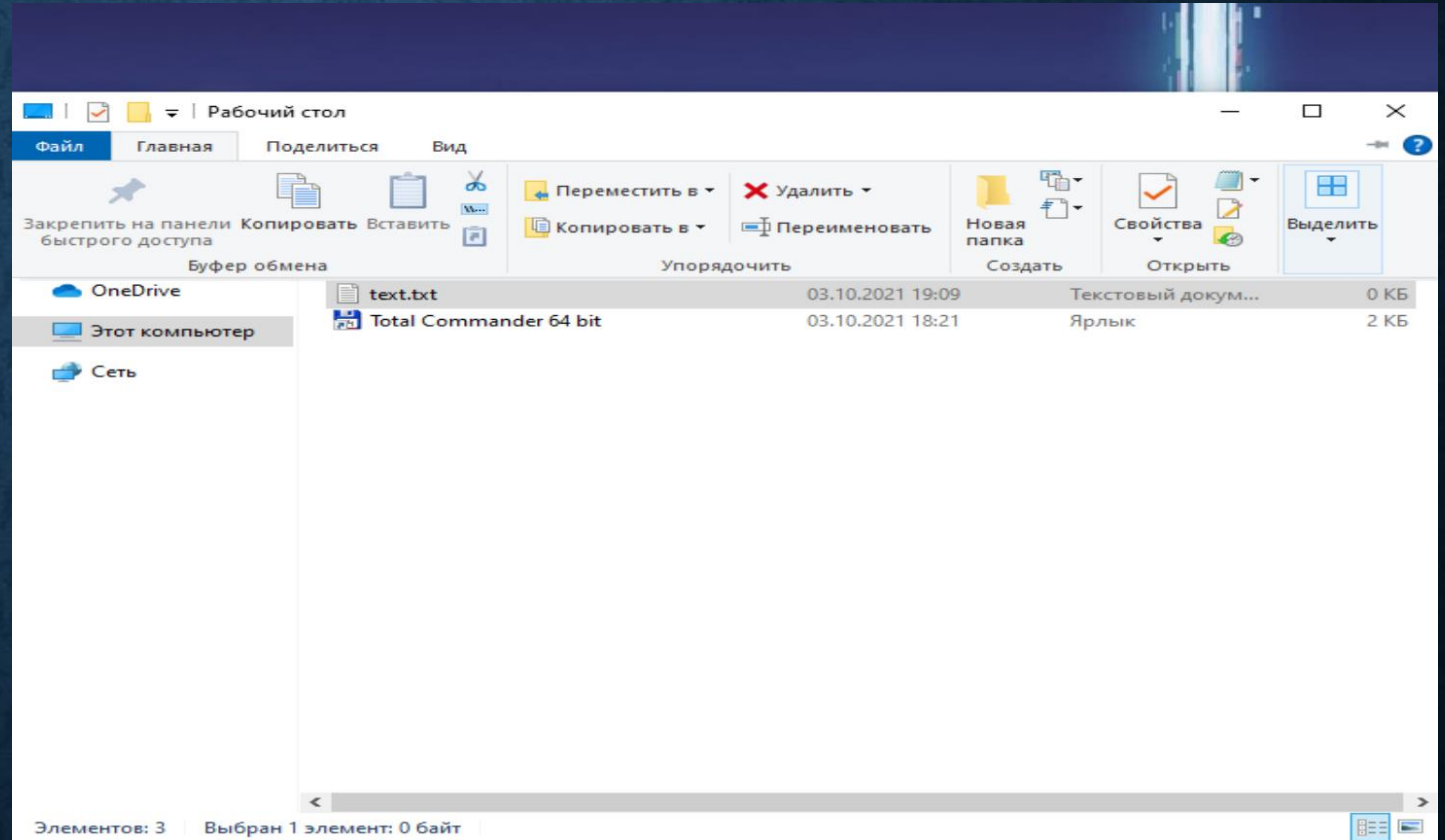 Рабочий стол
Файл Главная Поделиться Вид
Закрепить на панели быстрого доступа
Копировать
Вставить
Переместить в
Копировать в
Удалить
Переименовать
Новая папка
Свойства
Выделить
Буфер обмена Упорядочить Создать Открыть
OneDrive
Этот компьютер
Сеть
text.txt 03.10.2021 19:09 Текстовый докум... 0 КБ
Total Commander 64 bit 03.10.2021 18:21 Ярлык 2 КБ
Элементов: 3 Выбран 1 элемент: 0 байт